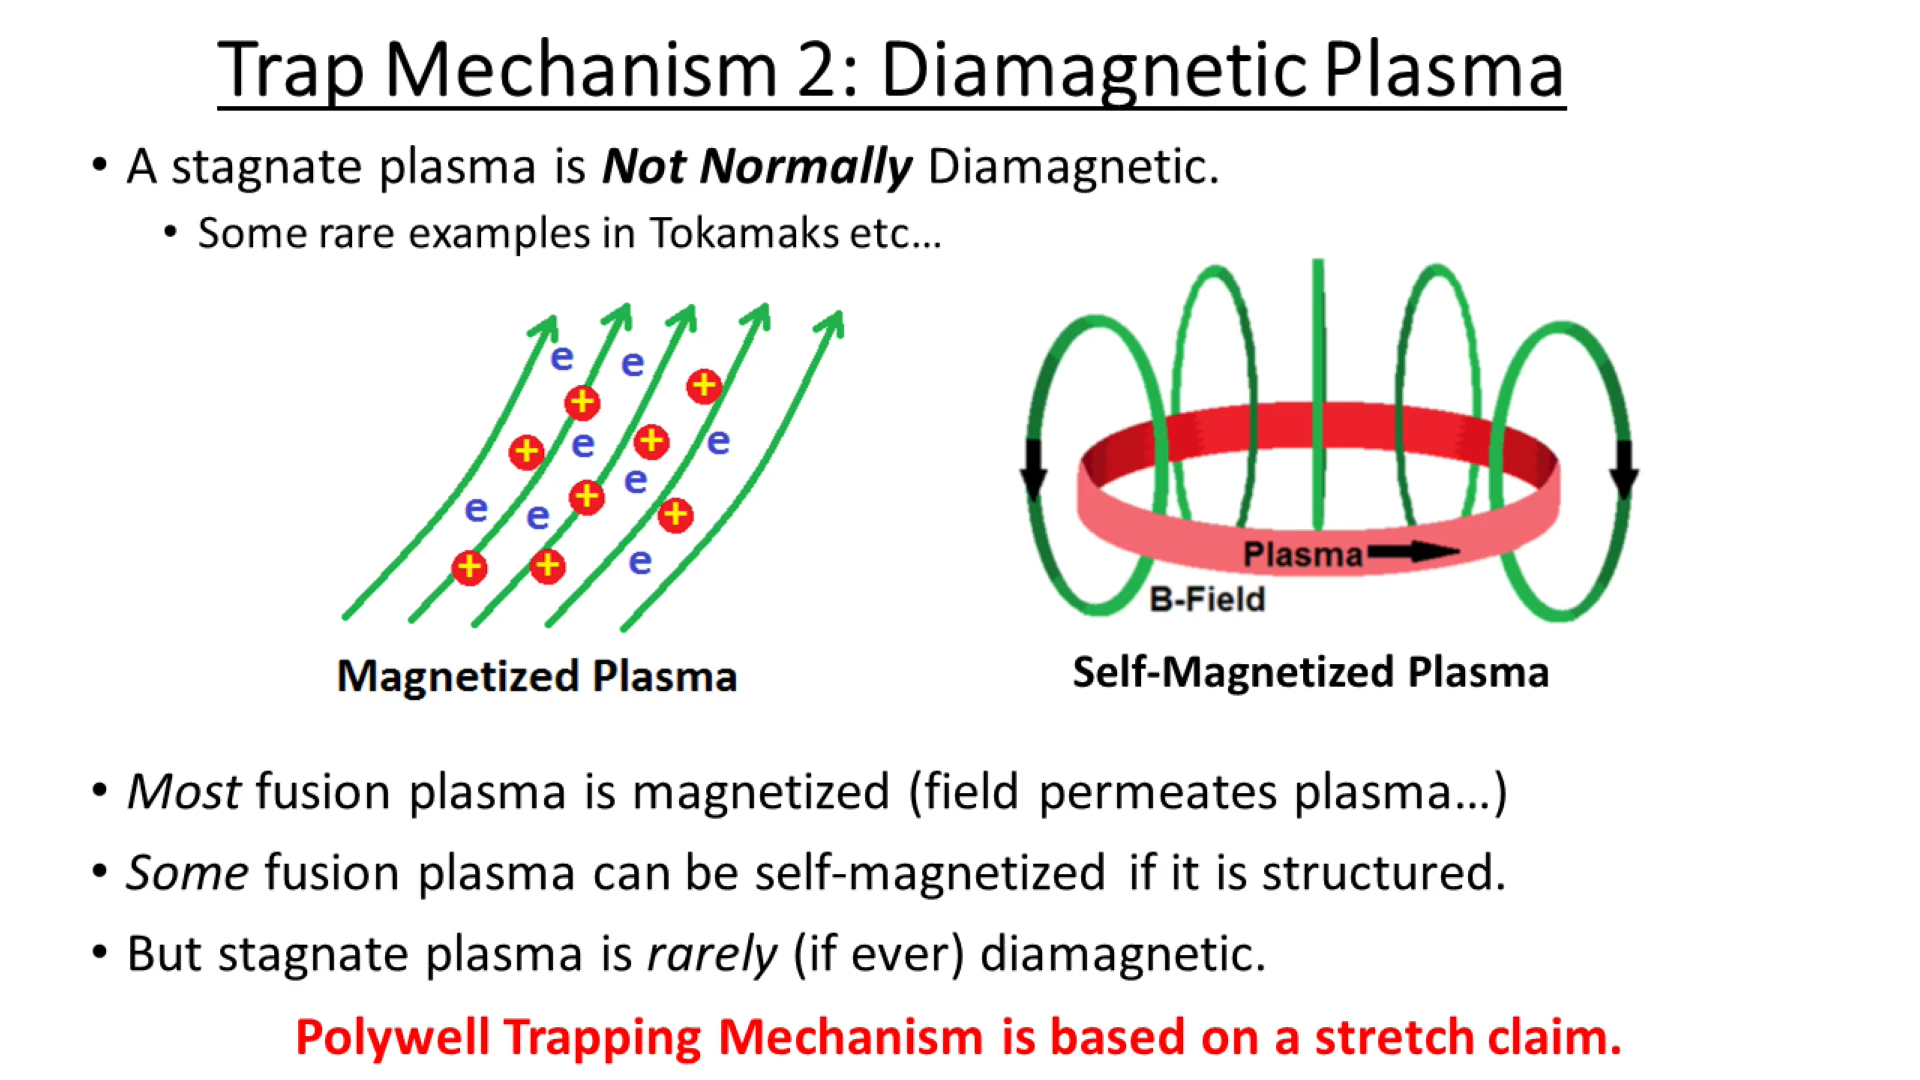 Trap Mechanism 2: Diamagnetic Plasma
• A stagnate plasma is Not Normally Diamagnetic.
• Some rare examples in Tokamaks etc...
e e + +
+ e + e
e e + e +
+ + e
Plasma
B-Field
Magnetized Plasma
Self-Magnetized Plasma
• Most fusion plasma is magnetized (field permeates plasma...)
• Some fusion plasma can be self-magnetized if it is structured.
• But stagnate plasma is rarely (if ever) diamagnetic.
Polywell Trapping Mechanism is based on a stretch claim.